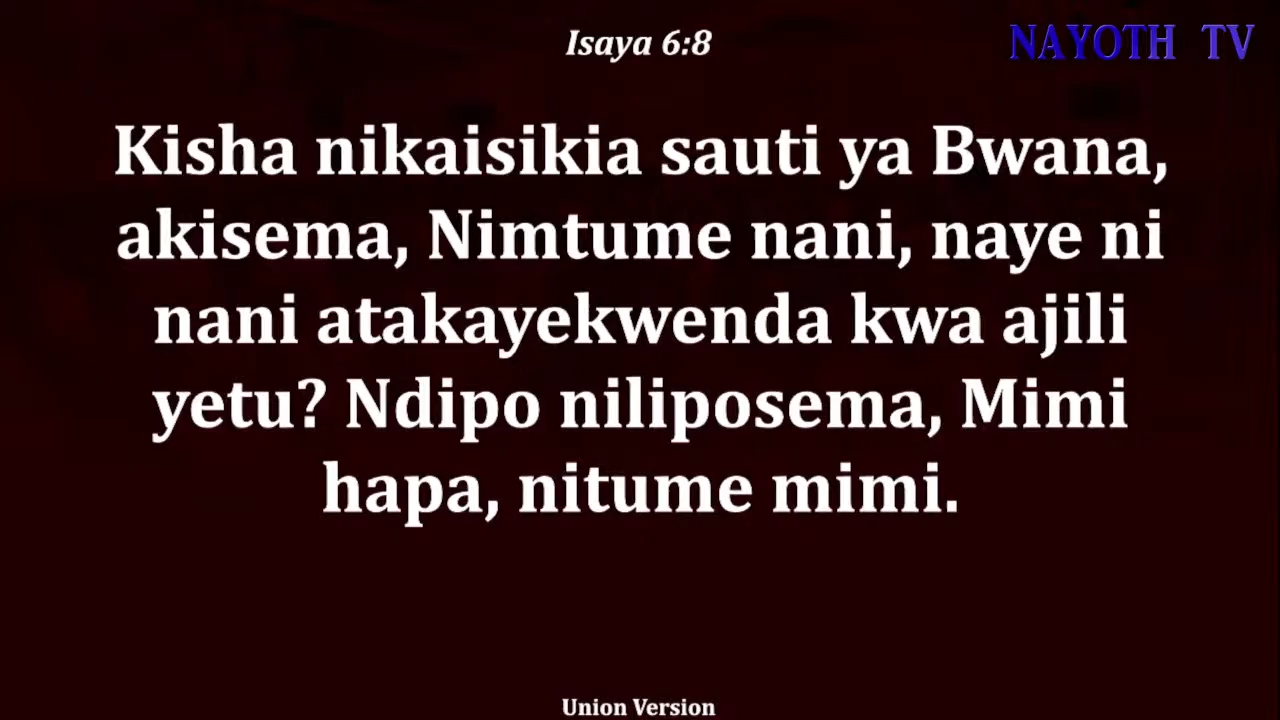 Isaya 6:8
NAYOTH TV
Kisha nikaisikia sauti ya Bwana,
akisema, Nimtume nani, naye ni
nani atakayekwenda kwa ajili
yetu? Ndipo niliposema, Mimi
hapa, nitume mimi.
Union Version